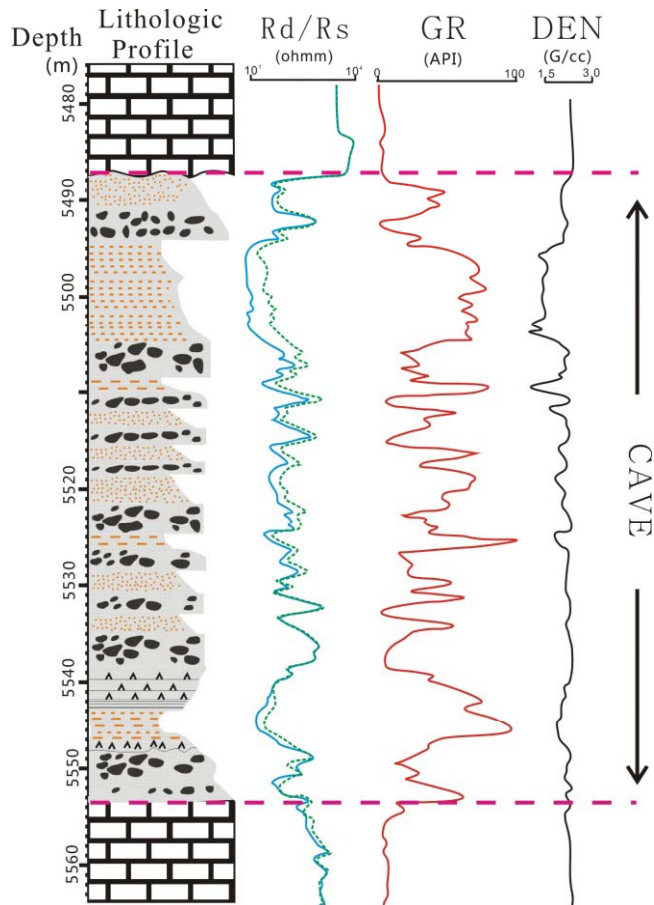 Depth
(m)
Lithologic
Profile
Rd/Rs
(ohmm)
10¹ 10⁴
GR
(API)
0 100
DEN
(G/cc)
1.5 3.0
5480
5490
5500
5520
5530
5540
5550
5560
CAVE